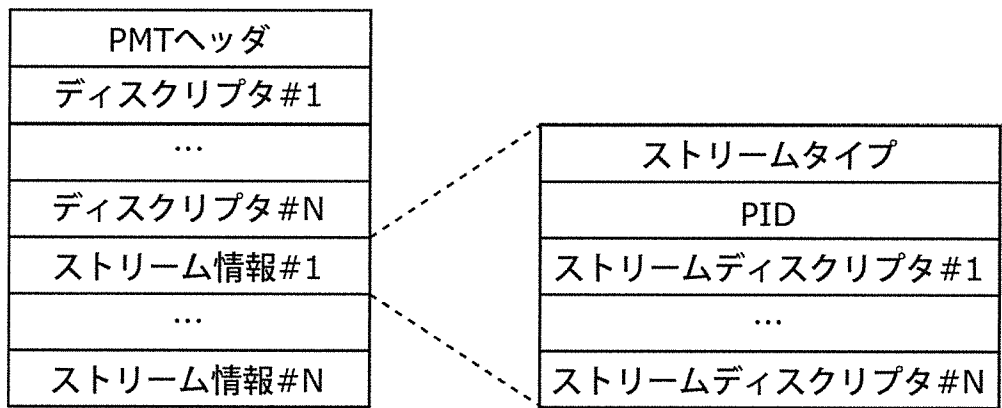 PMTヘッダ
ディスクリプタ#1
…
ディスクリプタ#N
ストリーム情報#1
…
ストリーム情報#N
ストリームタイプ
PID
ストリームディスクリプタ#1
…
ストリームディスクリプタ#N